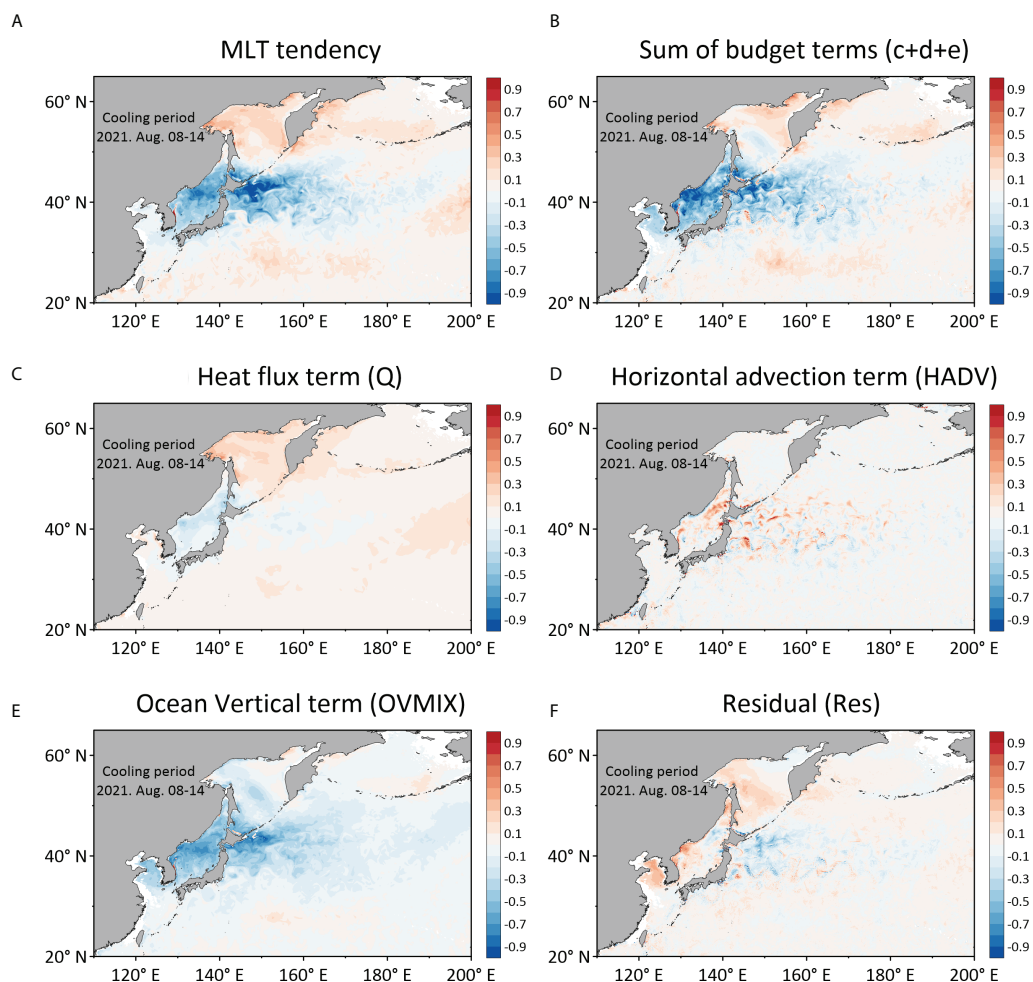 A
MLT tendency
60° N
40° N
20° N
Cooling period
2021. Aug. 08-14
120° E 140° E 160° E 180° E 200° E
0.9
0.7
0.5
0.3
0.1
-0.1
-0.3
-0.5
-0.7
-0.9
B
Sum of budget terms (c+d+e)
60° N
40° N
20° N
Cooling period
2021. Aug. 08-14
120° E 140° E 160° E 180° E 200° E
0.9
0.7
0.5
0.3
0.1
-0.1
-0.3
-0.5
-0.7
-0.9
C
Heat flux term (Q)
60° N
40° N
20° N
Cooling period
2021. Aug. 08-14
120° E 140° E 160° E 180° E 200° E
0.9
0.7
0.5
0.3
0.1
-0.1
-0.3
-0.5
-0.7
-0.9
D
Horizontal advection term (HADV)
60° N
40° N
20° N
Cooling period
2021. Aug. 08-14
120° E 140° E 160° E 180° E 200° E
0.9
0.7
0.5
0.3
0.1
-0.1
-0.3
-0.5
-0.7
-0.9
E
Ocean Vertical term (OVMIX)
60° N
40° N
20° N
Cooling period
2021. Aug. 08-14
120° E 140° E 160° E 180° E 200° E
0.9
0.7
0.5
0.3
0.1
-0.1
-0.3
-0.5
-0.7
-0.9
F
Residual (Res)
60° N
40° N
20° N
Cooling period
2021. Aug. 08-14
120° E 140° E 160° E 180° E 200° E
0.9
0.7
0.5
0.3
0.1
-0.1
-0.3
-0.5
-0.7
-0.9